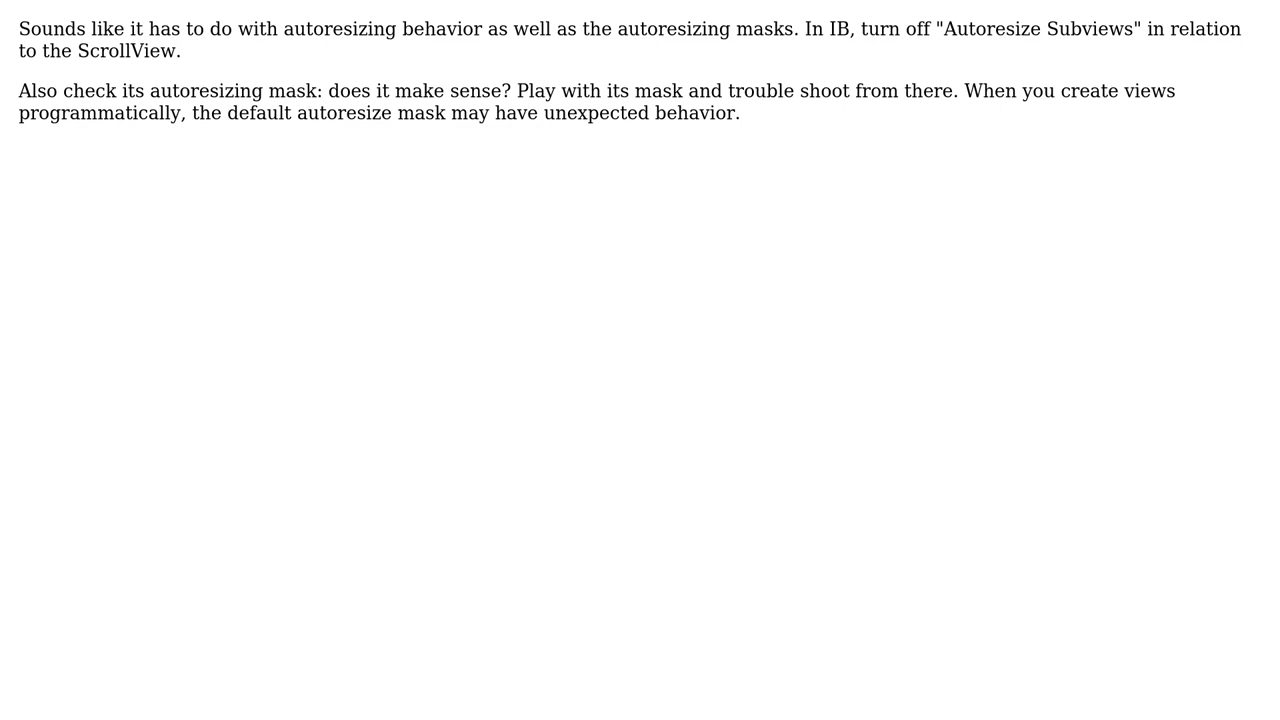 Sounds like it has to do with autoresizing behavior as well as the autoresizing masks. In IB, turn off "Autoresize Subviews" in relation
to the ScrollView.
Also check its autoresizing mask: does it make sense? Play with its mask and trouble shoot from there. When you create views
programmatically, the default autoresize mask may have unexpected behavior.